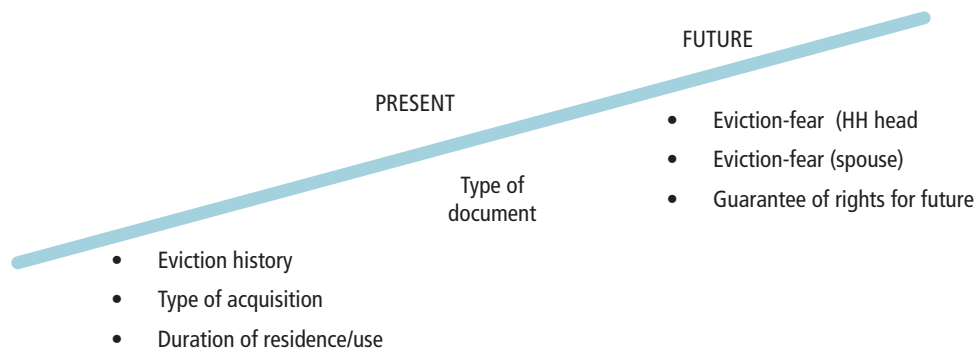 FUTURE
PRESENT
• Eviction-fear (HH head
• Eviction-fear (spouse)
• Guarantee of rights for future
Type of
document
• Eviction history
• Type of acquisition
• Duration of residence/use